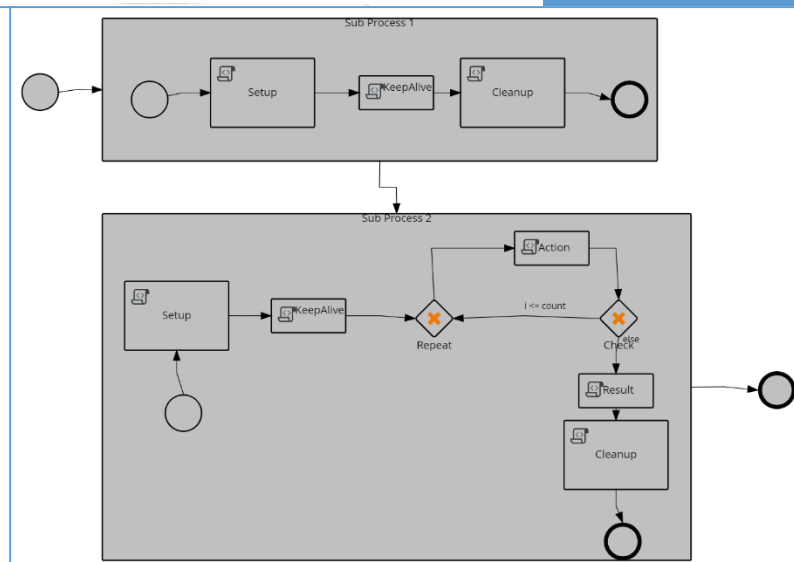 Sub Process 1
Setup
KeepAlive
Cleanup
Sub Process 2
Action
Setup
KeepAlive
i <= count
Repeat
Check
else
Result
Cleanup